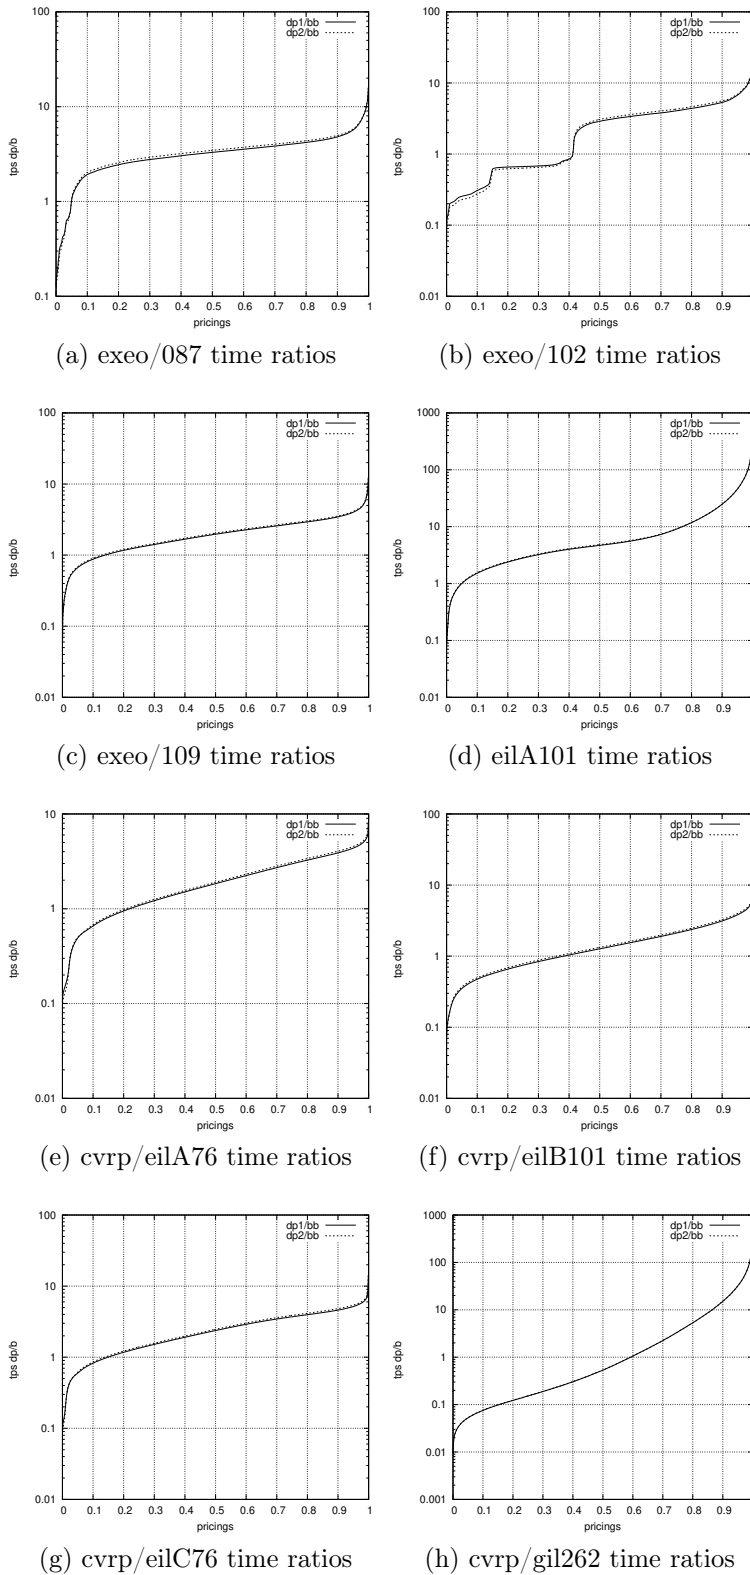 100
10
1
0.1
tps dp/b
0 0.1 0.2 0.3 0.4 0.5 0.6 0.7 0.8 0.9 1
pricings
dp1/bb
dp2/bb
(a) exeo/087 time ratios
100
10
1
0.1
0.01
tps dp/b
0 0.1 0.2 0.3 0.4 0.5 0.6 0.7 0.8 0.9
pricings
dp1/bb
dp2/bb
(b) exeo/102 time ratios
100
10
1
0.1
0.01
tps dp/b
0 0.1 0.2 0.3 0.4 0.5 0.6 0.7 0.8 0.9 1
pricings
dp1/bb
dp2/bb
(c) exeo/109 time ratios
1000
100
10
1
0.1
0.01
tps dp/b
0 0.1 0.2 0.3 0.4 0.5 0.6 0.7 0.8 0.9
pricings
dp1/bb
dp2/bb
(d) eilA101 time ratios
10
1
0.1
0.01
tps dp/b
0 0.1 0.2 0.3 0.4 0.5 0.6 0.7 0.8 0.9 1
pricings
dp1/bb
dp2/bb
(e) cvrp/eilA76 time ratios
100
10
1
0.1
0.01
tps dp/b
0 0.1 0.2 0.3 0.4 0.5 0.6 0.7 0.8 0.9
pricings
dp1/bb
dp2/bb
(f) cvrp/eilB101 time ratios
100
10
1
0.1
0.01
tps dp/b
0 0.1 0.2 0.3 0.4 0.5 0.6 0.7 0.8 0.9 1
pricings
dp1/bb
dp2/bb
(g) cvrp/eilC76 time ratios
1000
100
10
1
0.1
0.01
0.001
tps dp/b
0 0.1 0.2 0.3 0.4 0.5 0.6 0.7 0.8 0.9
pricings
dp1/bb
dp2/bb
(h) cvrp/gil262 time ratios